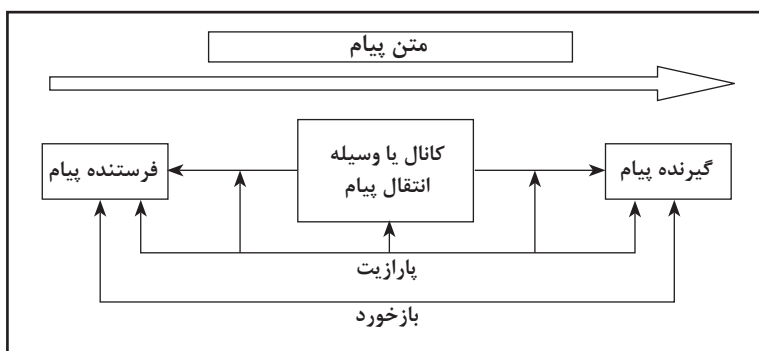 متن پیام
گیرنده پیام
کانال یا وسیله
انتقال پیام
فرستنده پیام
پارازیت
بازخورد